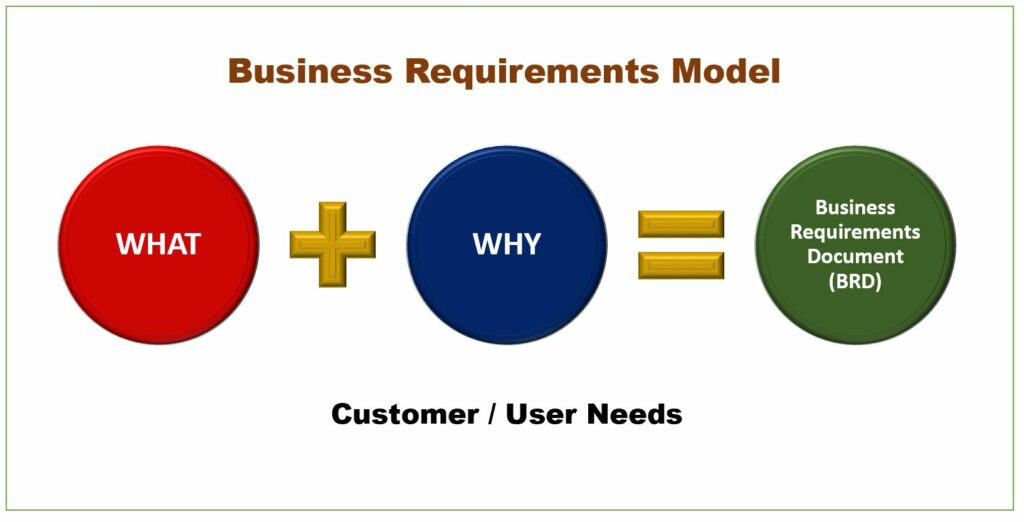 Business Requirements Model
WHAT
WHY
Business
Requirements
Document
(BRD)
Customer / User Needs